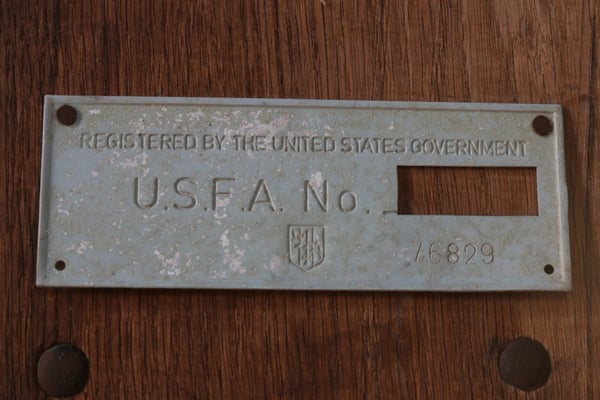 REGISTERED BY THE UNITED STATES GOVERNMENT
U.S.F.A. No.
76829